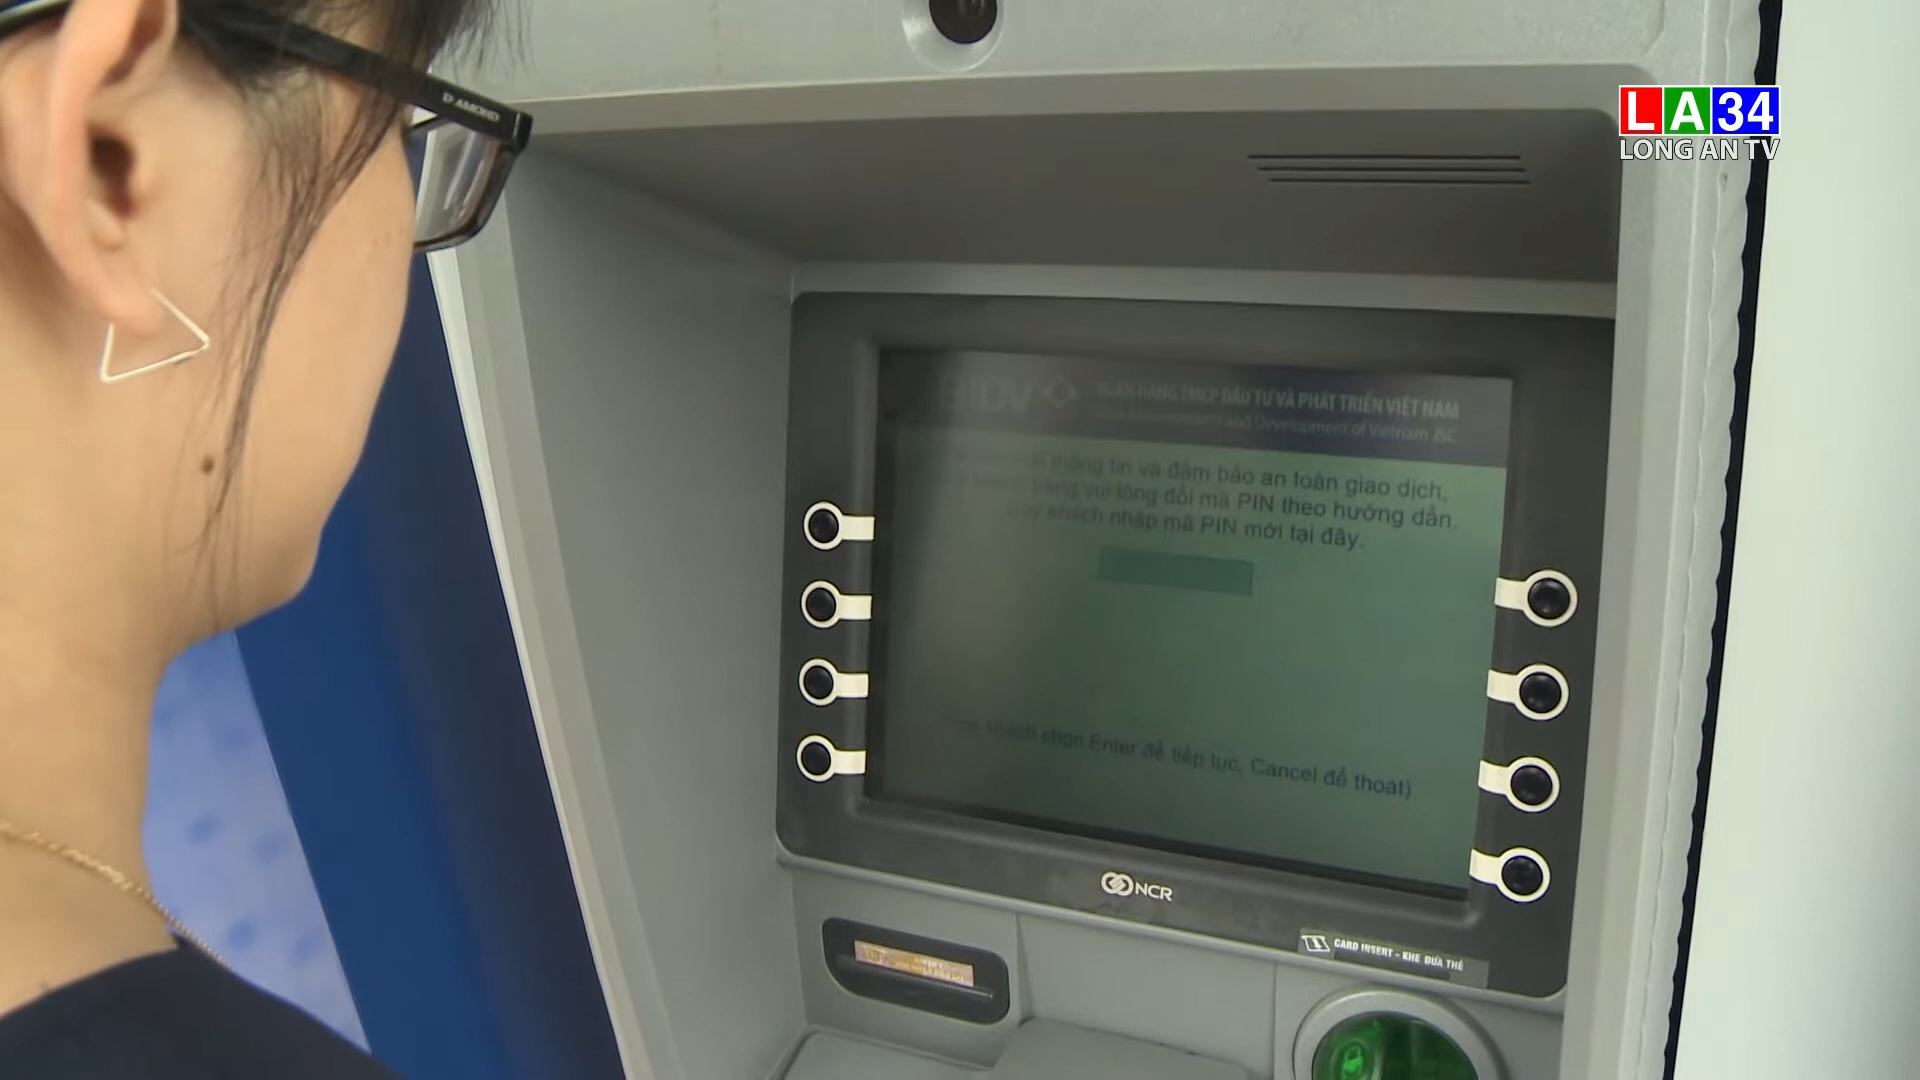 LA34
LONG AN TV
DIAMOND
BIDV NGÂN HÀNG TMCP ĐẦU TƯ VÀ PHÁT TRIỂN VIỆT NAM
and Development of Vietnam JSC
thông tin và đảm bảo an toàn giao dịch,
hàng vui lòng đổi mã PIN theo hướng dẫn.
Quý khách nhập mã PIN mới tại đây.
khách chọn Enter để tiếp tục, Cancel để thoát)
NCR
CARD INSERT - KHE ĐƯA THẺ